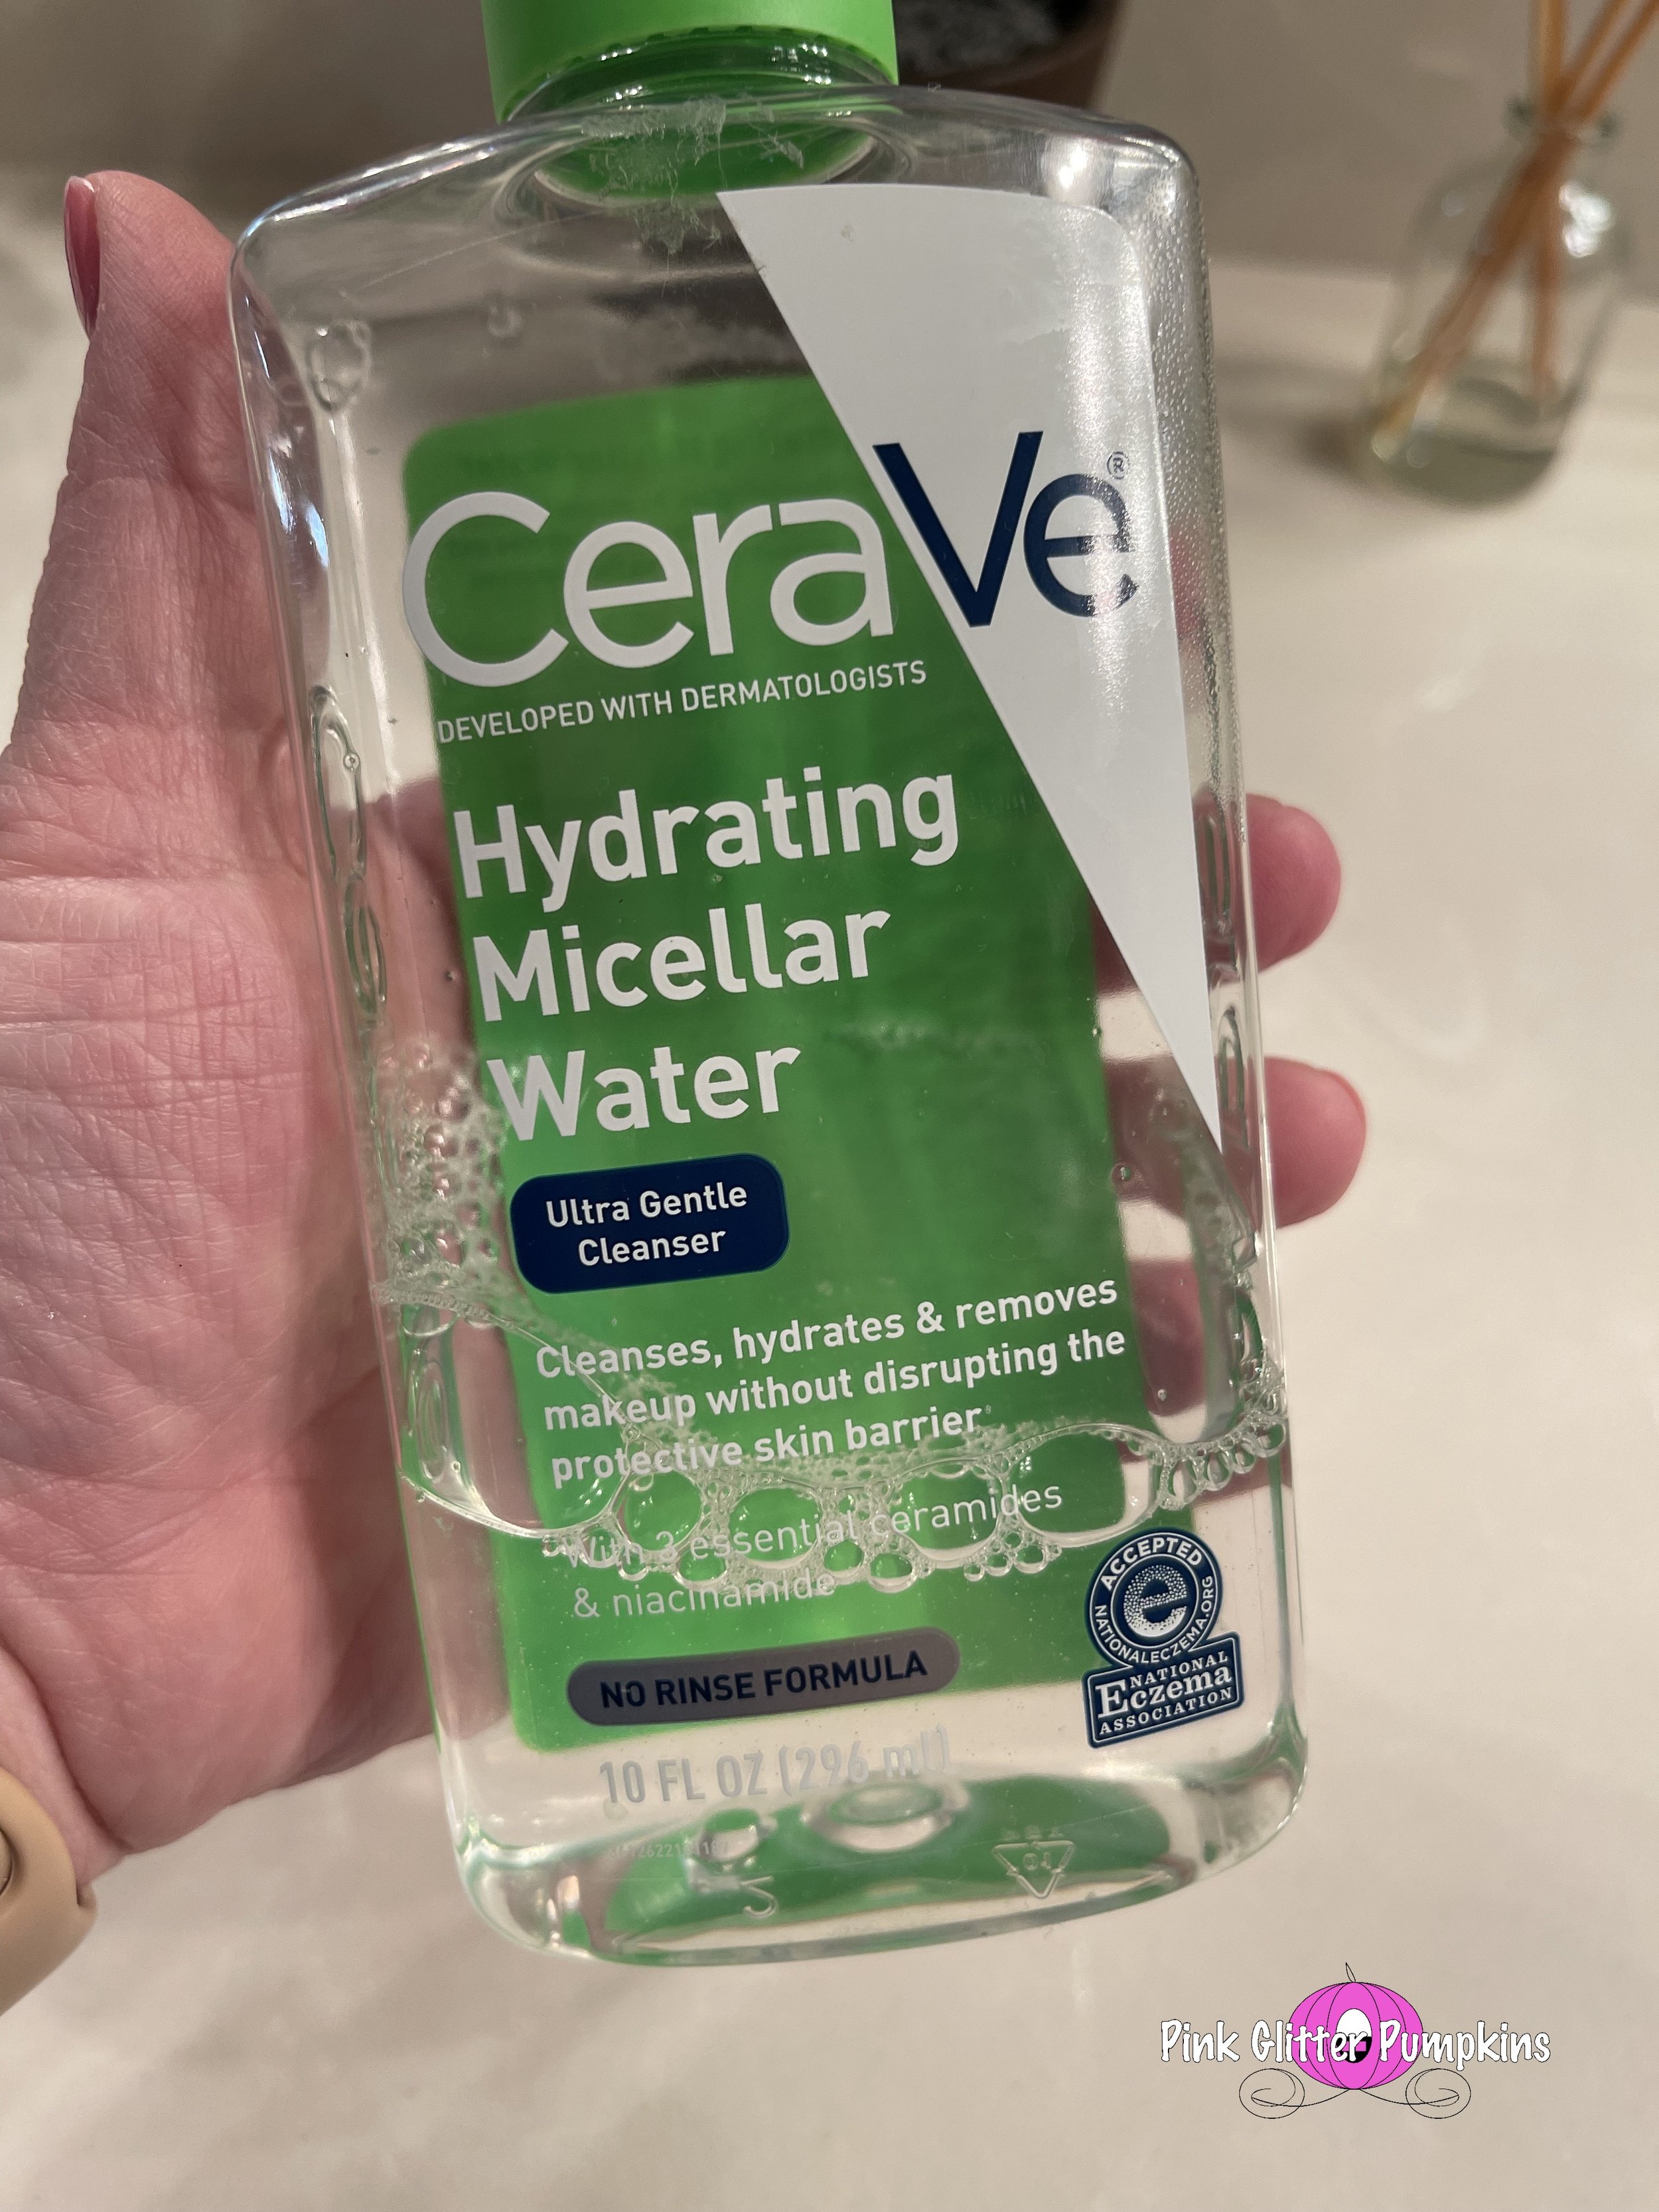 CeraVe®
DEVELOPED WITH DERMATOLOGISTS
Hydrating
Micellar
Water
Ultra Gentle
Cleanser
Cleanses, hydrates & removes
makeup without disrupting the
protective skin barrier
With 3 essential ceramides
& niacinamide
NO RINSE FORMULA
ACCEPTED
e
NATIONALECZEMA.ORG
NATIONAL
Eczema
ASSOCIATION
10 FL OZ (296 ml)
Pink Glitter Pumpkins